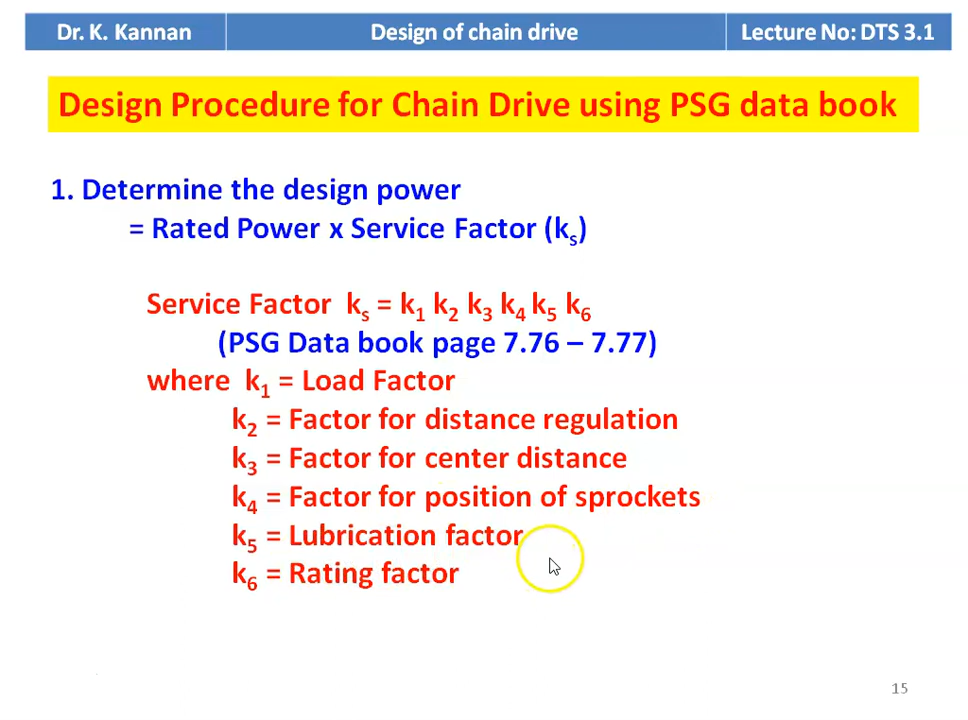 Dr. K. Kannan
Design of chain drive
Lecture No: DTS 3.1
Design Procedure for Chain Drive using PSG data book
1. Determine the design power
= Rated Power x Service Factor (ks)
Service Factor ks = k1 k2 k3 k4 k5 k6
(PSG Data book page 7.76 – 7.77)
where k1 = Load Factor
k2 = Factor for distance regulation
k3 = Factor for center distance
k4 = Factor for position of sprockets
k5 = Lubrication factor
k6 = Rating factor
15